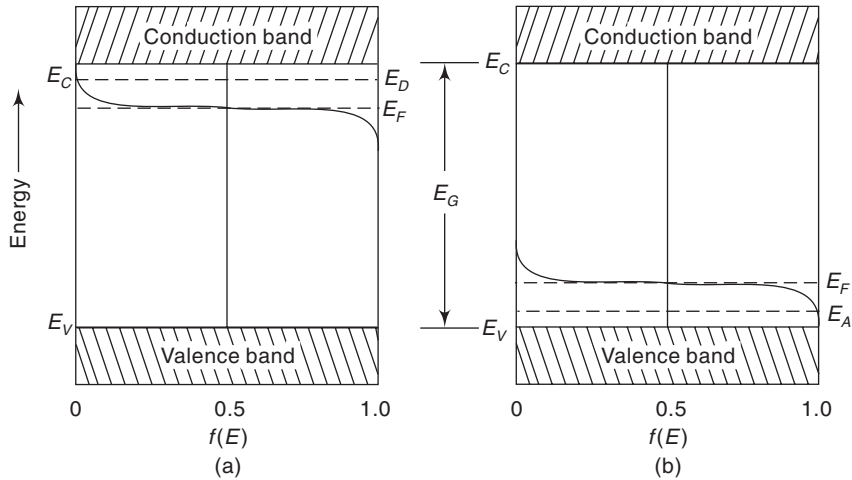 Conduction band
E_C
E_D
E_F
Energy
E_V
Valence band
0 0.5 1.0
f(E)
(a)
E_G
Conduction band
E_C
E_F
E_A
E_V
Valence band
0 0.5 1.0
f(E)
(b)